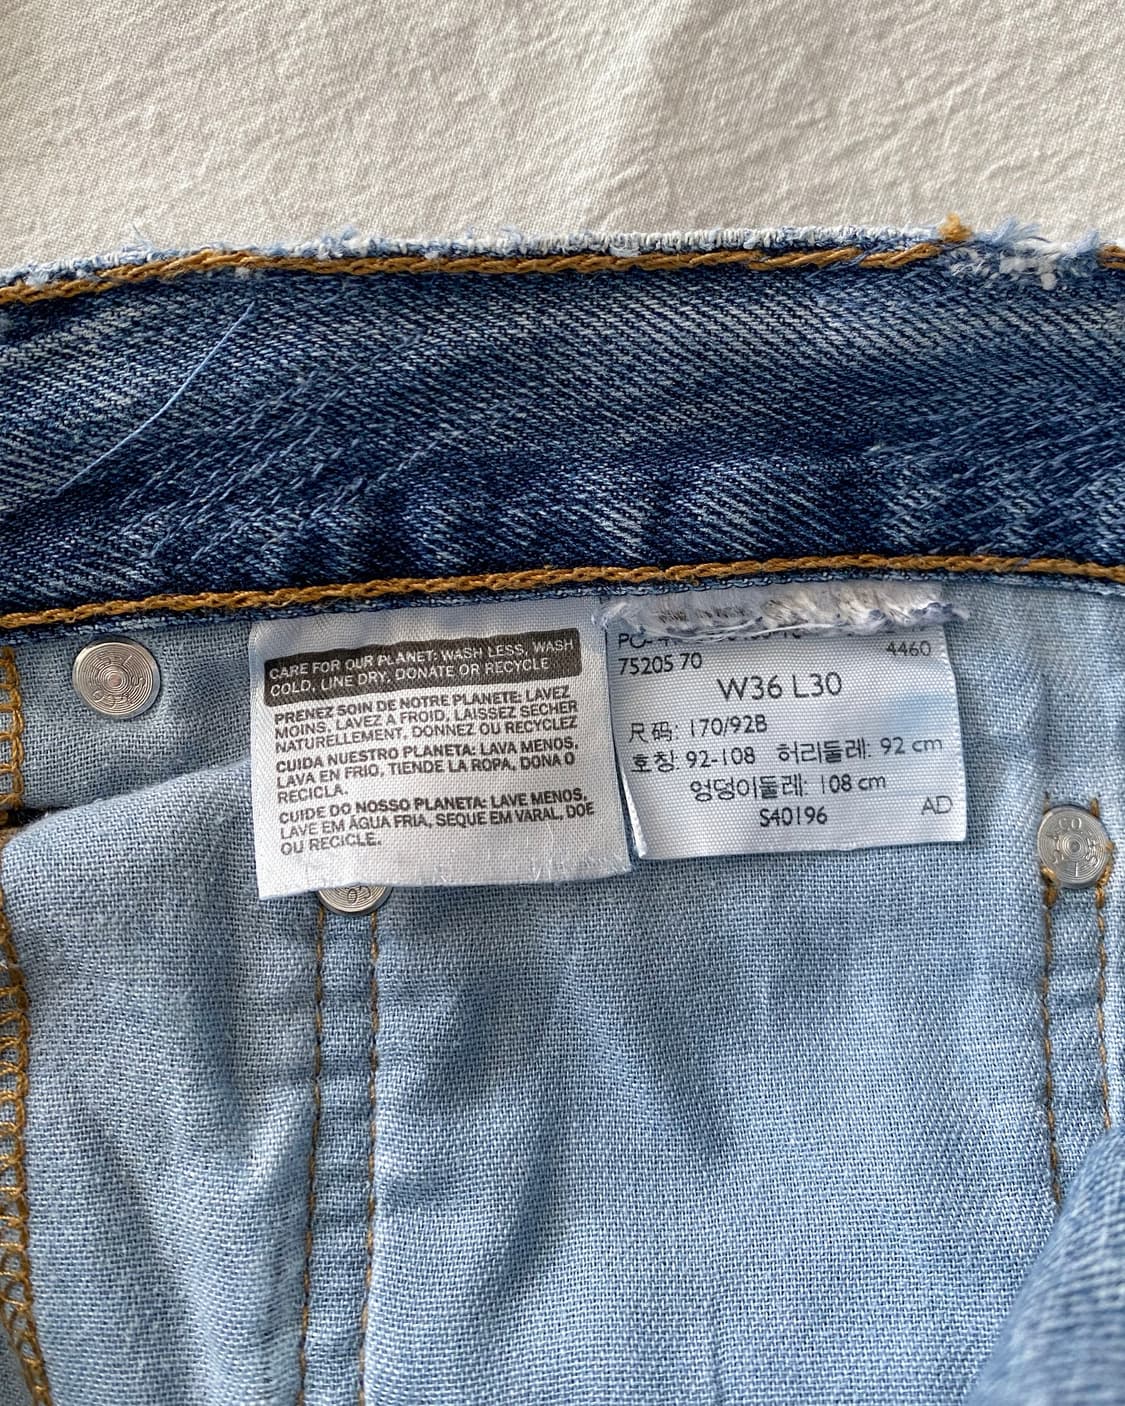 CARE FOR OUR PLANET: WASH LESS, WASH
COLD, LINE DRY, DONATE OR RECYCLE
PRENEZ SOIN DE NOTRE PLANETE: LAVEZ
MOINS, LAVEZ A FROID, LAISSEZ SECHER
NATURELLEMENT, DONNEZ OU RECYCLEZ
CUIDA NUESTRO PLANETA: LAVA MENOS,
LAVA EN FRIO, TIENDE LA ROPA, DONA O
RECICLA.
CUIDE DO NOSSO PLANETA: LAVE MENOS,
LAVE EM ÁGUA FRIA, SEQUE EM VARAL, DOE
OU RECICLE.
4460
75205 70
W36 L30
尺码: 170/92B
호칭: 92-108 허리둘레: 92 cm
엉덩이둘레: 108 cm
S40196 AD